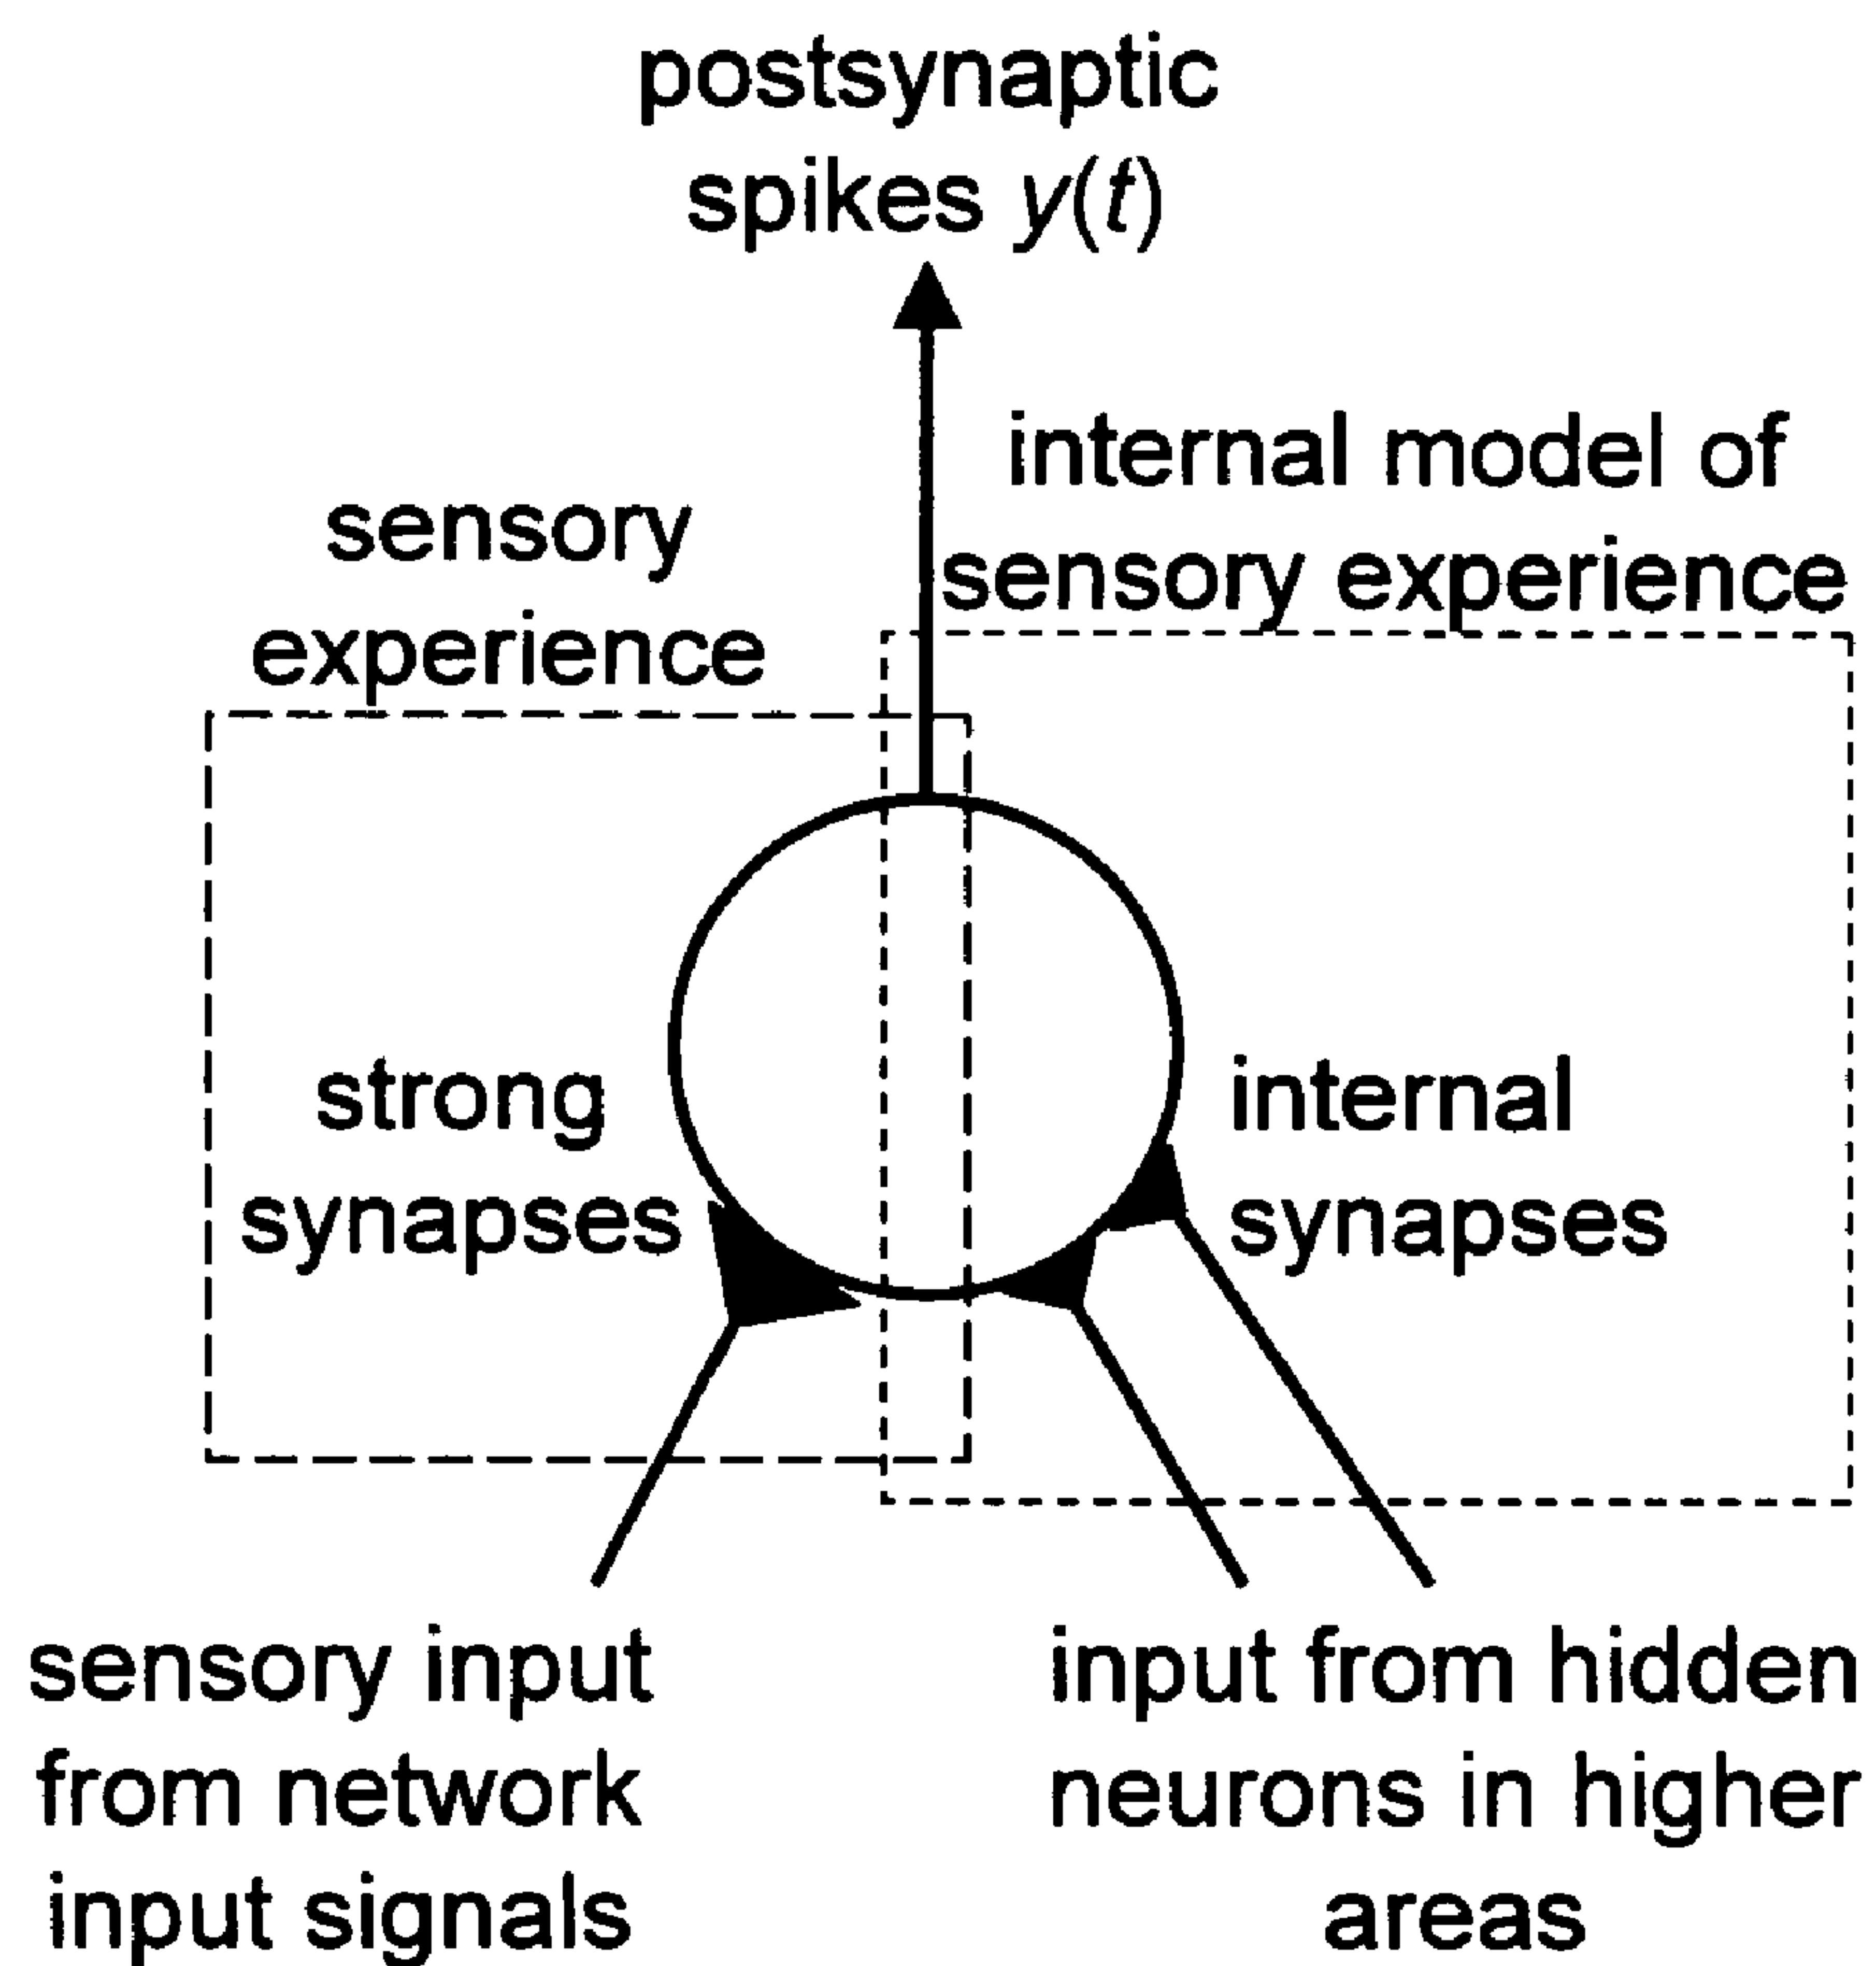 postsynaptic
spikes y(t)
internal model of
sensory experience
sensory
experience
strong
synapses
internal
synapses
sensory input
from network
input signals
input from hidden
neurons in higher
areas